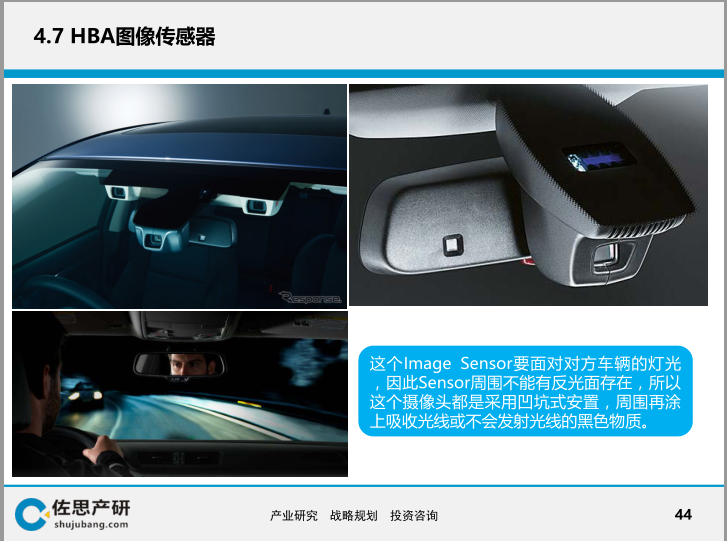 4.7 HBA图像传感器
Response.
这个Image Sensor要面对对方车辆的灯光
，因此Sensor周围不能有反光面存在，所以
这个摄像头都是采用凹坑式安置，周围再涂
上吸收光线或不会发射光线的黑色物质。
佐思产研
shujubang.com
产业研究 战略规划 投资咨询
44